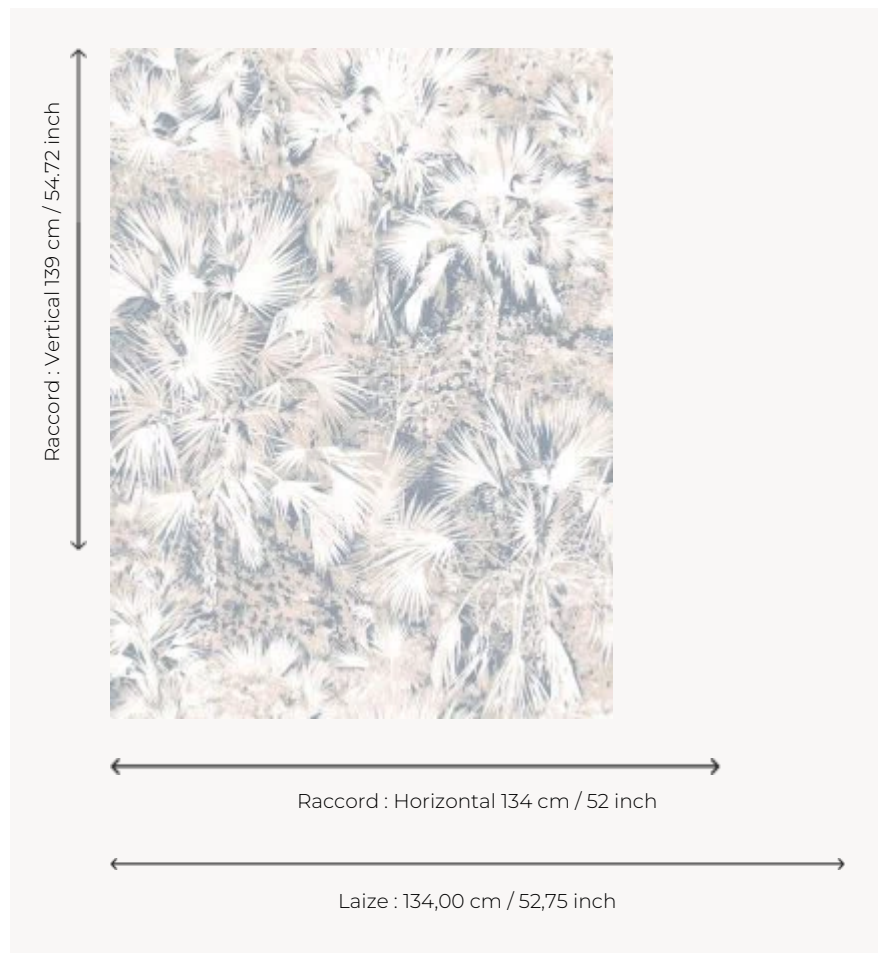 Raccord : Vertical 139 cm / 54.72 inch
Raccord : Horizontal 134 cm / 52 inch
Laize : 134,00 cm / 52,75 inch